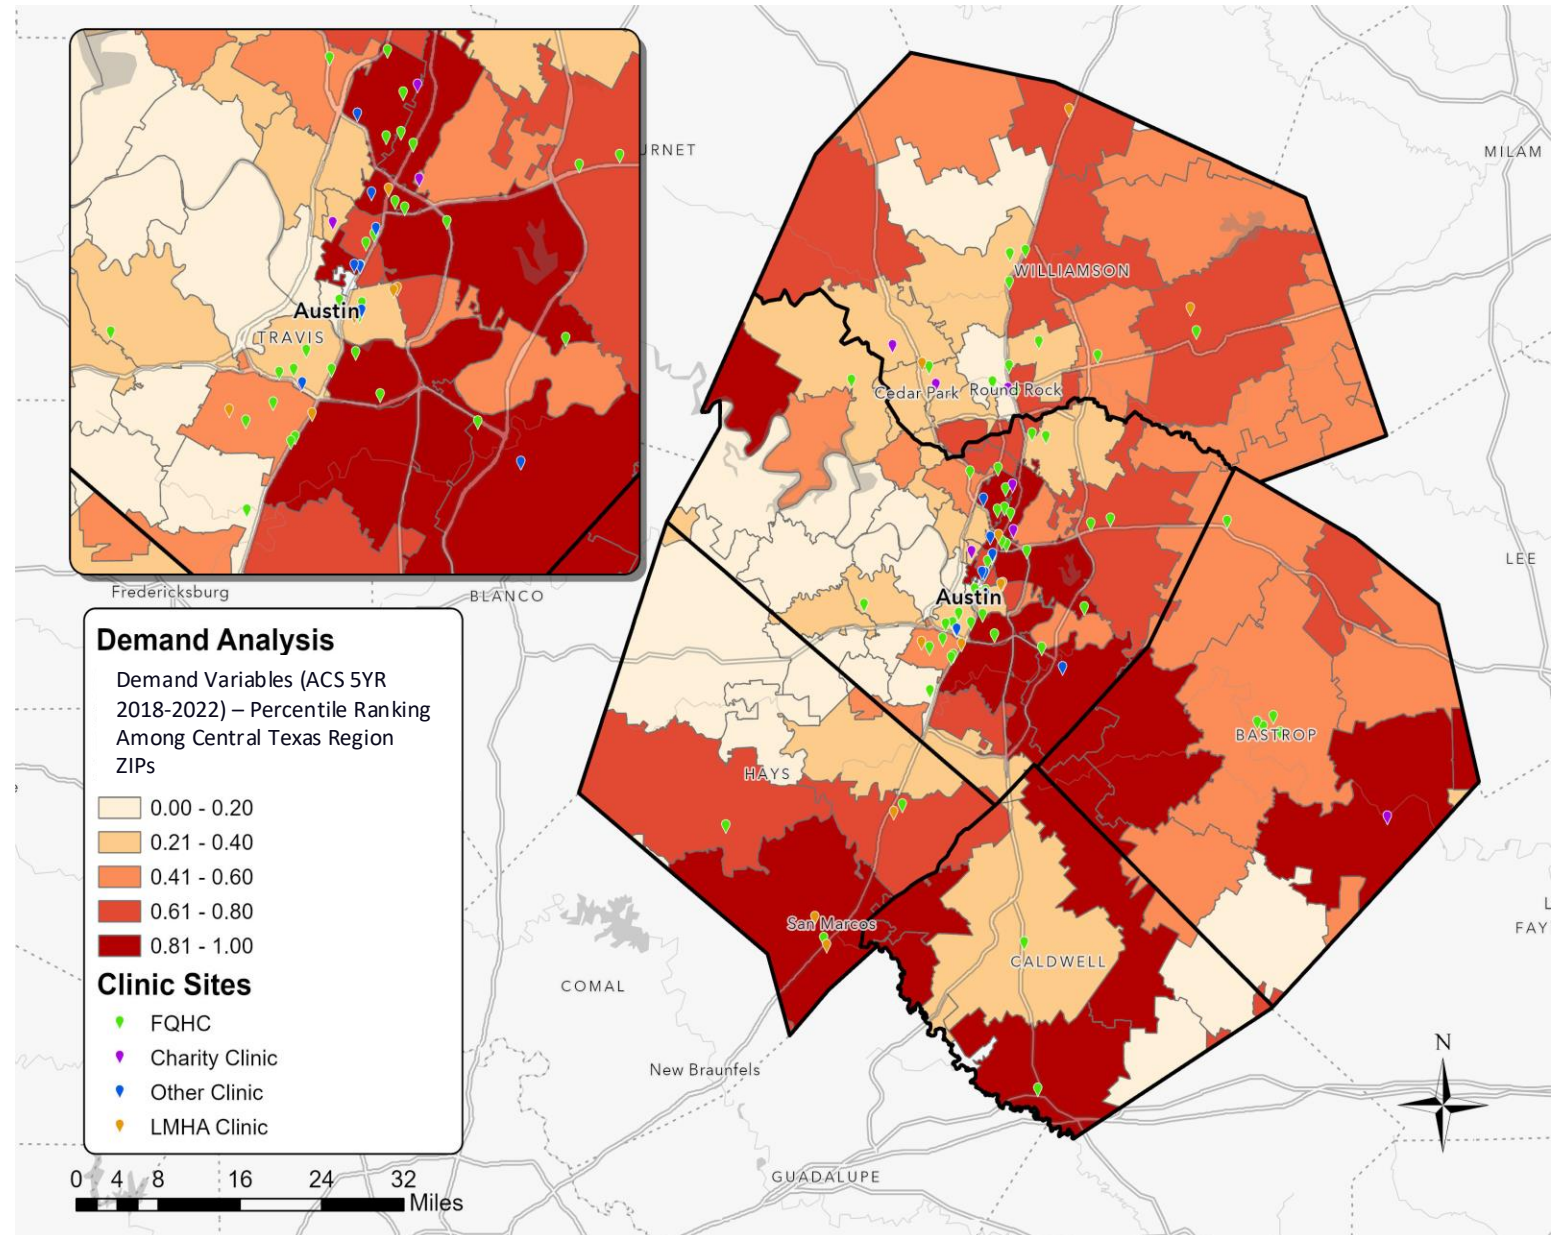 URNET
MILAM
WILLIAMSON
Austin
TRAVIS
Cedar Park
Round Rock
LEE
Fredericksburg
BLANCO
Austin
Demand Analysis
Demand Variables (ACS 5YR
2018-2022) – Percentile Ranking
Among Central Texas Region
ZIPs
0.00 - 0.20
0.21 - 0.40
0.41 - 0.60
0.61 - 0.80
0.81 - 1.00
Clinic Sites
FQHC
Charity Clinic
Other Clinic
LMHA Clinic
BASTROP
HAYS
San Marcos
FAY
CALDWELL
COMAL
New Braunfels
N
GUADALUPE
0 4 8 16 24 32
Miles